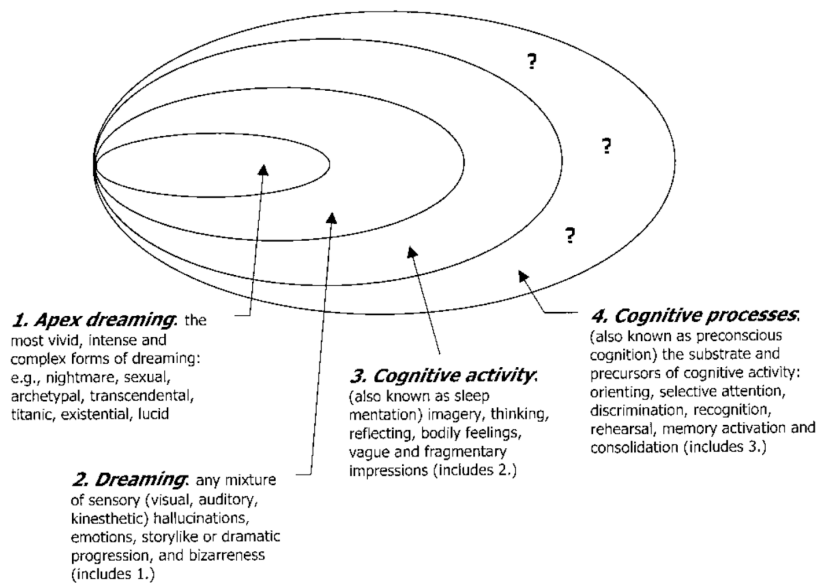 ?
?
?
1. Apex dreaming: the
most vivid, intense and
complex forms of dreaming:
e.g., nightmare, sexual,
archetypal, transcendental,
titanic, existential, lucid
2. Dreaming: any mixture
of sensory (visual, auditory,
kinesthetic) hallucinations,
emotions, storylike or dramatic
progression, and bizarreness
(includes 1.)
3. Cognitive activity:
(also known as sleep
mentation) imagery, thinking,
reflecting, bodily feelings,
vague and fragmentary
impressions (includes 2.)
4. Cognitive processes:
(also known as preconscious
cognition) the substrate and
precursors of cognitive activity:
orienting, selective attention,
discrimination, recognition,
rehearsal, memory activation and
consolidation (includes 3.)